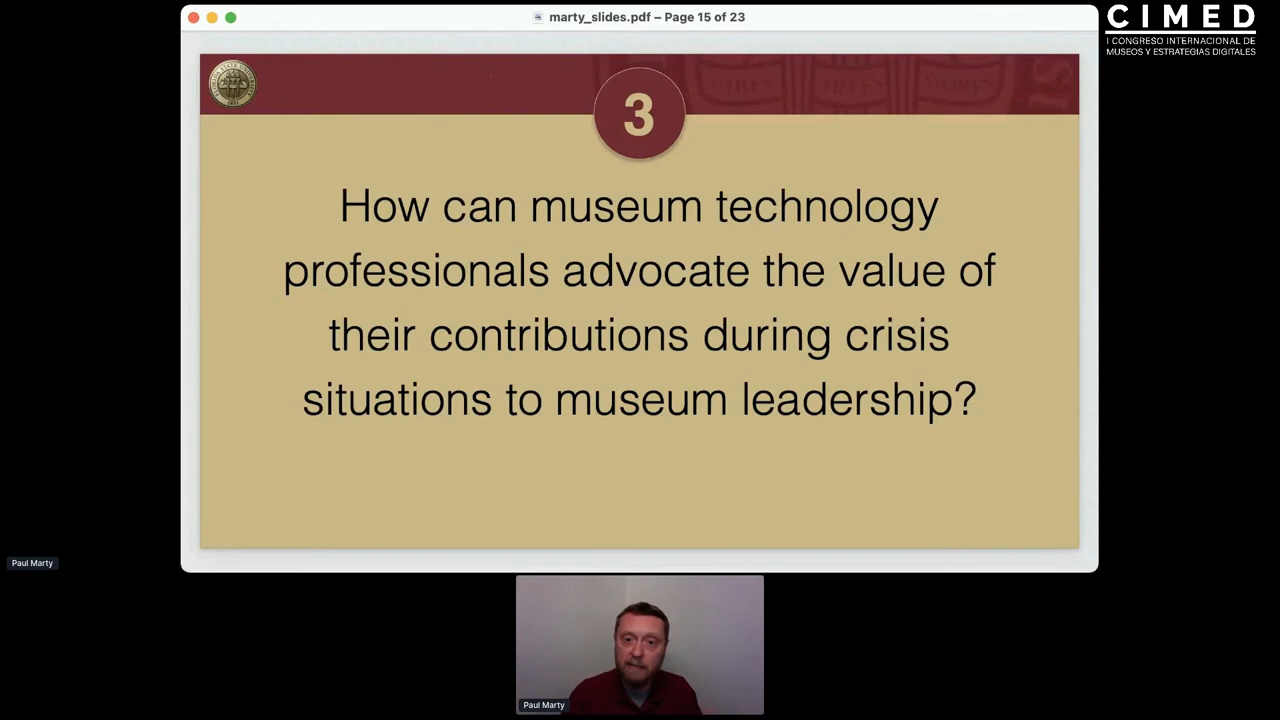 marty_slides.pdf – Page 15 of 23
CIMED
I CONGRESO INTERNACIONAL DE
MUSEOS Y ESTRATEGIAS DIGITALES
3
How can museum technology
professionals advocate the value of
their contributions during crisis
situations to museum leadership?
Paul Marty
Paul Marty